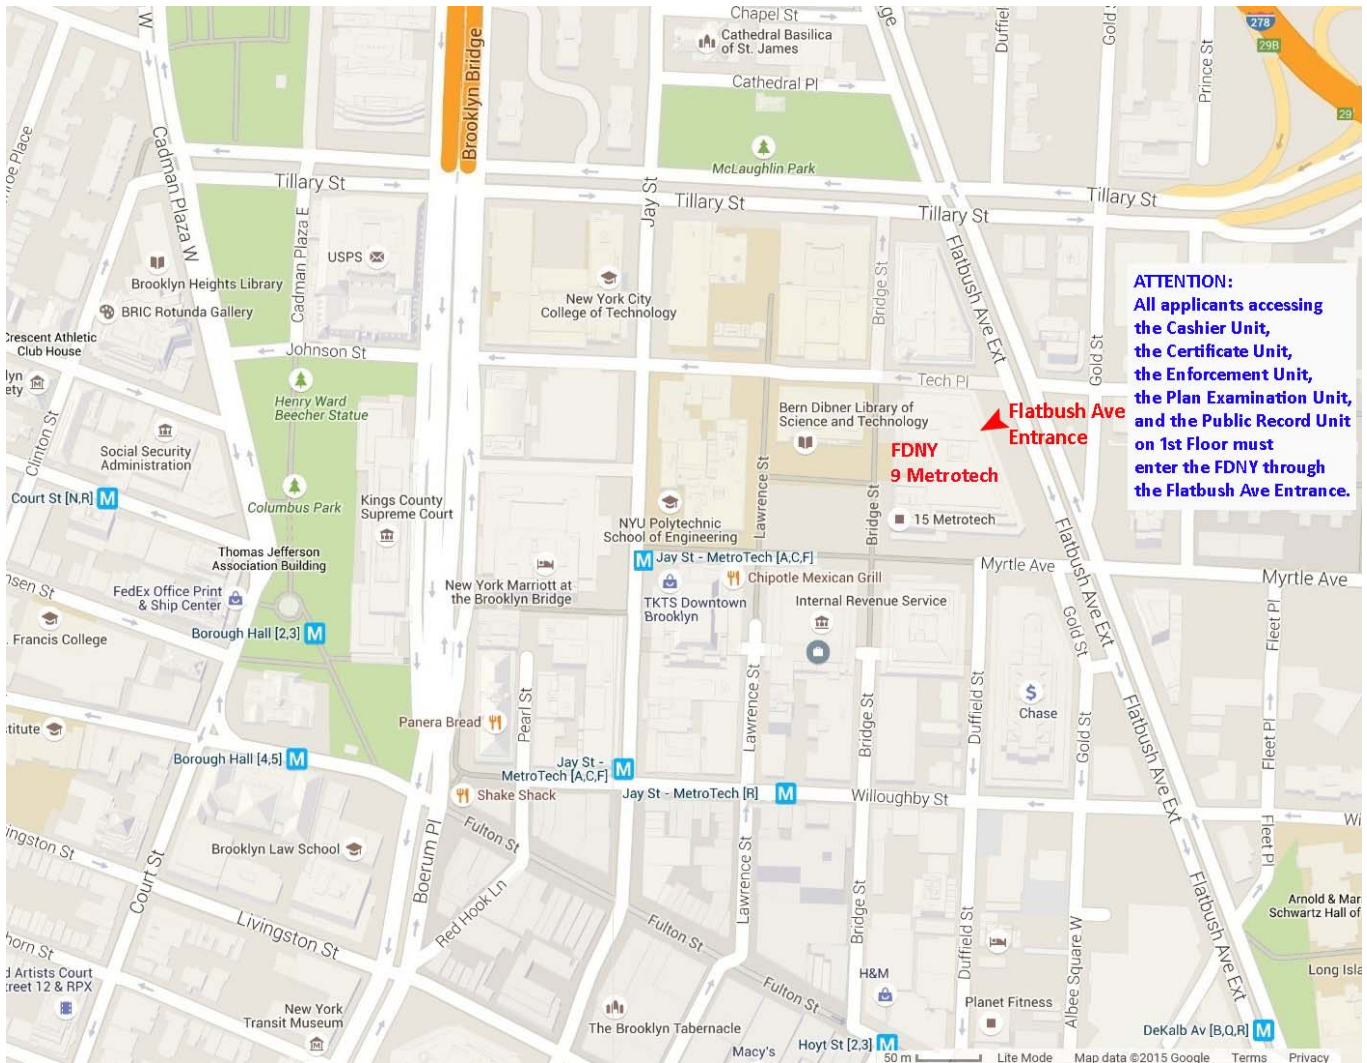 Chapel St
Cathedral Basilica
of St. James
Cathedral Pl
McLaughlin Park
Duffield St
Gold St
Prince St
278
29B
29
Brooklyn Bridge
Cadman Plaza W
Tillary St
Cadman Plaza E
Jay St
Tillary St
Tillary St
Tillary St
USPS
Brooklyn Heights Library
BRIC Rotunda Gallery
New York City
College of Technology
Bridge St
Flatbush Ave Ext
Gold St
ATTENTION:
All applicants accessing
the Cashier Unit,
the Certificate Unit,
the Enforcement Unit,
the Plan Examination Unit,
and the Public Record Unit
on 1st Floor must
enter the FDNY through
the Flatbush Ave Entrance.
Crescent Athletic
Club House
Johnson St
Tech Pl
Henry Ward
Beecher Statue
Clinton St
Social Security
Administration
Bern Dibner Library of
Science and Technology
Flatbush Ave
Entrance
FDNY
9 Metrotech
Court St [N,R]
Columbus Park
Kings County
Supreme Court
Lawrence St
Bridge St
15 Metrotech
NYU Polytechnic
School of Engineering
Thomas Jefferson
Association Building
Jay St - MetroTech [A,C,F]
Myrtle Ave
Flatbush Ave Ext
Myrtle Ave
New York Marriott at
the Brooklyn Bridge
Chipotle Mexican Grill
TKTS Downtown
Brooklyn
Internal Revenue Service
FedEx Office Print
& Ship Center
Borough Hall [2,3]
. Francis College
Gold St
Fleet Pl
Pearl St
Lawrence St
Bridge St
Duffield St
Chase
Gold St
Flatbush Ave Ext
Fleet Pl
Panera Bread
Borough Hall [4,5]
Jay St -
MetroTech [A,C,F]
Jay St - MetroTech [R]
Willoughby St
Shake Shack
Fulton St
Brooklyn Law School
Boerum Pl
Court St
Livingston St
Red Hook Ln
Lawrence St
Bridge St
Duffield St
Albee Square W
Fleet Pl
Flatbush Ave Ext
Arnold & Mar
Schwartz Hall of
Fulton St
Fulton St
d Artists Court
treet 12 & RPX
New York
Transit Museum
The Brooklyn Tabernacle
Macy's
H&M
Hoyt St [2,3]
Planet Fitness
DeKalb Av [B,Q,R]
Long Isla
50 m
Lite Mode
Map data ©2015 Google
Terms
Privacy